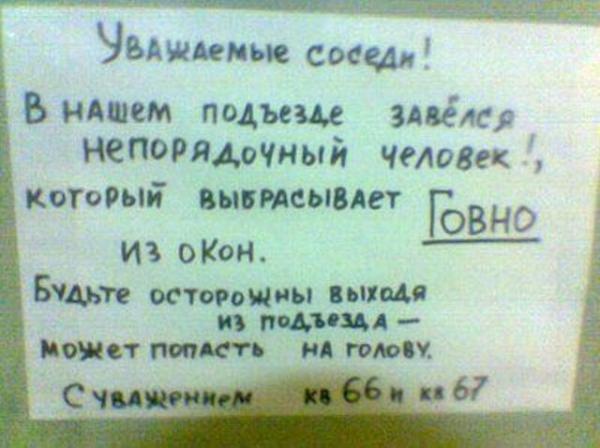 Уважаемые соседи!
В нашем подъезде завёлся
непорядочный человек!,
который выбрасывает ГОВНО
из окон.
Будьте осторожны выходя
из подъезда —
может попасть на голову.
С уважением кв 66 и кв 67